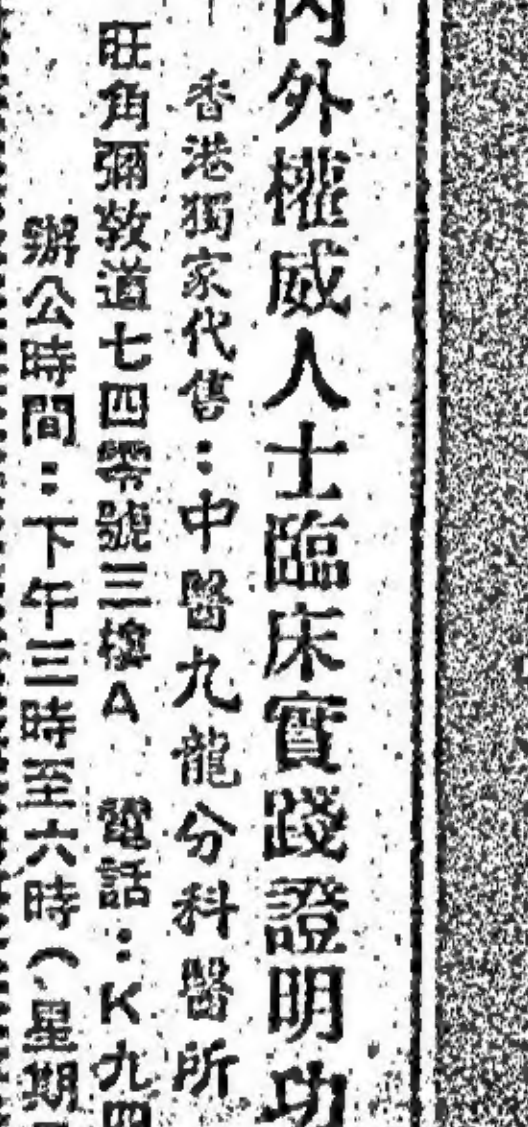 內外權威人士臨床實踐證明功
香港獨家代售：中醫九龍分科醫所
旺角彌敦道七四零號三樓A 電話：K九四
辦公時間：下午三時至六時（星期